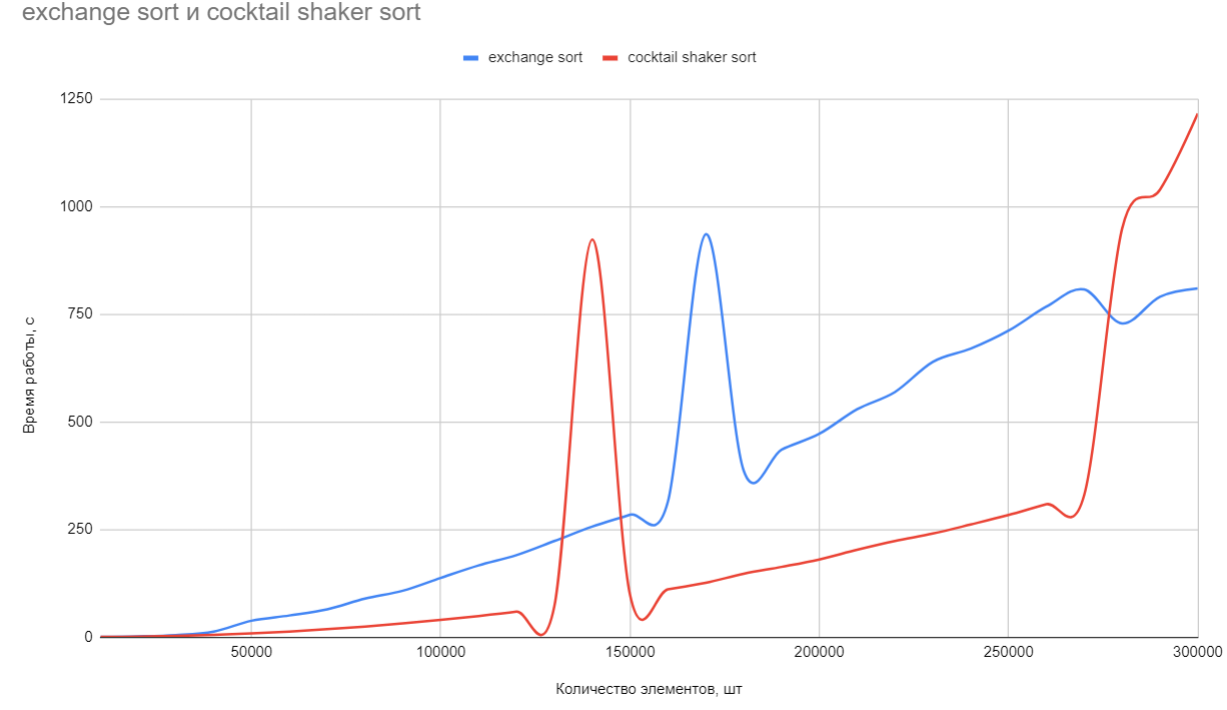 exchange sort и cocktail shaker sort
exchange sort
cocktail shaker sort
1250
1000
750
500
250
0
Время работы, с
50000
100000
150000
200000
250000
300000
Количество элементов, шт